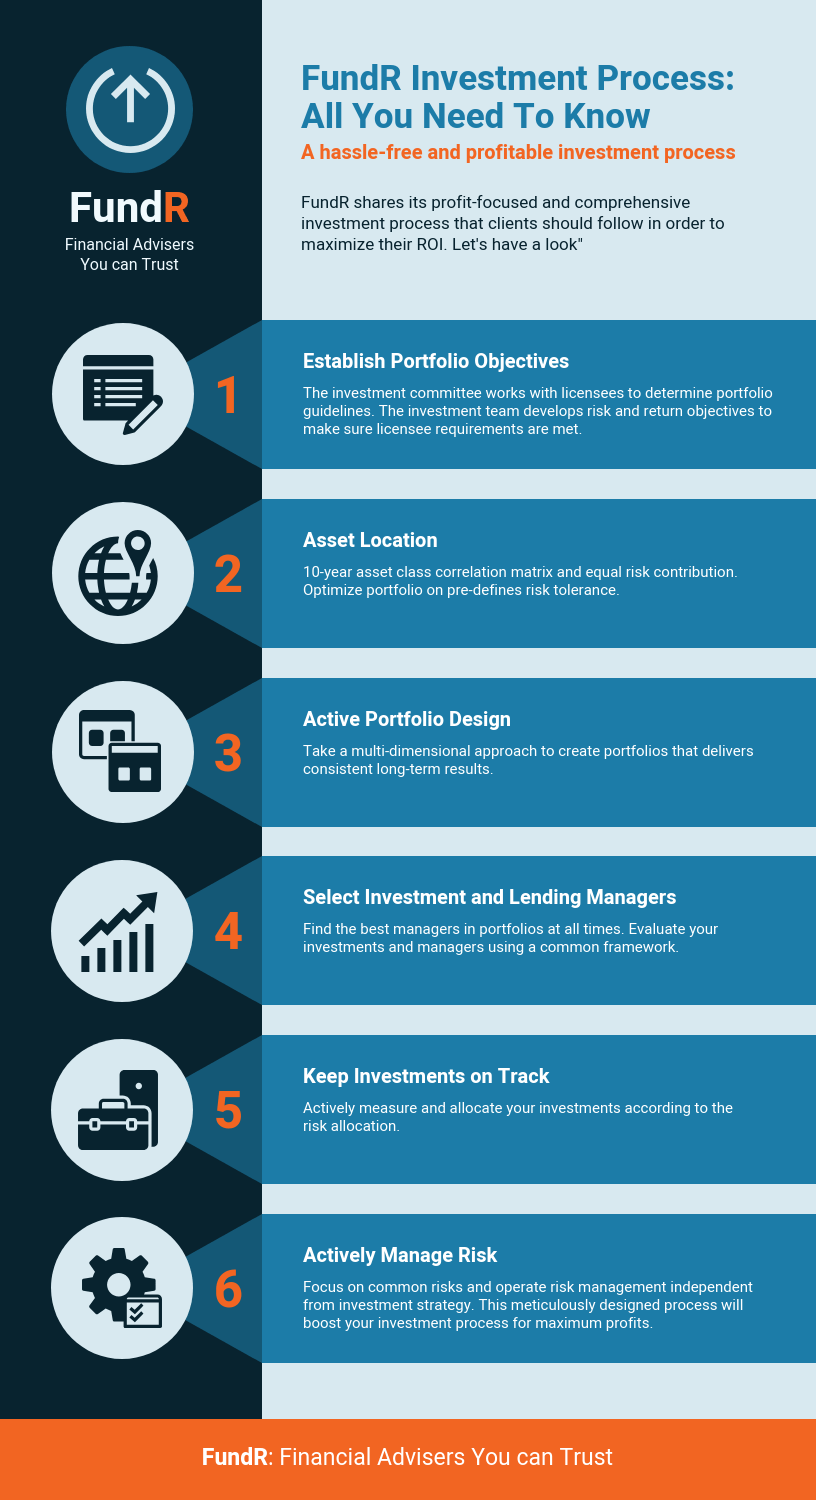 FundR
Financial Advisers
You can Trust
FundR Investment Process:
All You Need To Know
A hassle-free and profitable investment process
FundR shares its profit-focused and comprehensive
investment process that clients should follow in order to
maximize their ROI. Let's have a look"
1
Establish Portfolio Objectives
The investment committee works with licensees to determine portfolio
guidelines. The investment team develops risk and return objectives to
make sure licensee requirements are met.
2
Asset Location
10-year asset class correlation matrix and equal risk contribution.
Optimize portfolio on pre-defines risk tolerance.
3
Active Portfolio Design
Take a multi-dimensional approach to create portfolios that delivers
consistent long-term results.
4
Select Investment and Lending Managers
Find the best managers in portfolios at all times. Evaluate your
investments and managers using a common framework.
5
Keep Investments on Track
Actively measure and allocate your investments according to the
risk allocation.
6
Actively Manage Risk
Focus on common risks and operate risk management independent
from investment strategy. This meticulously designed process will
boost your investment process for maximum profits.
FundR: Financial Advisers You can Trust